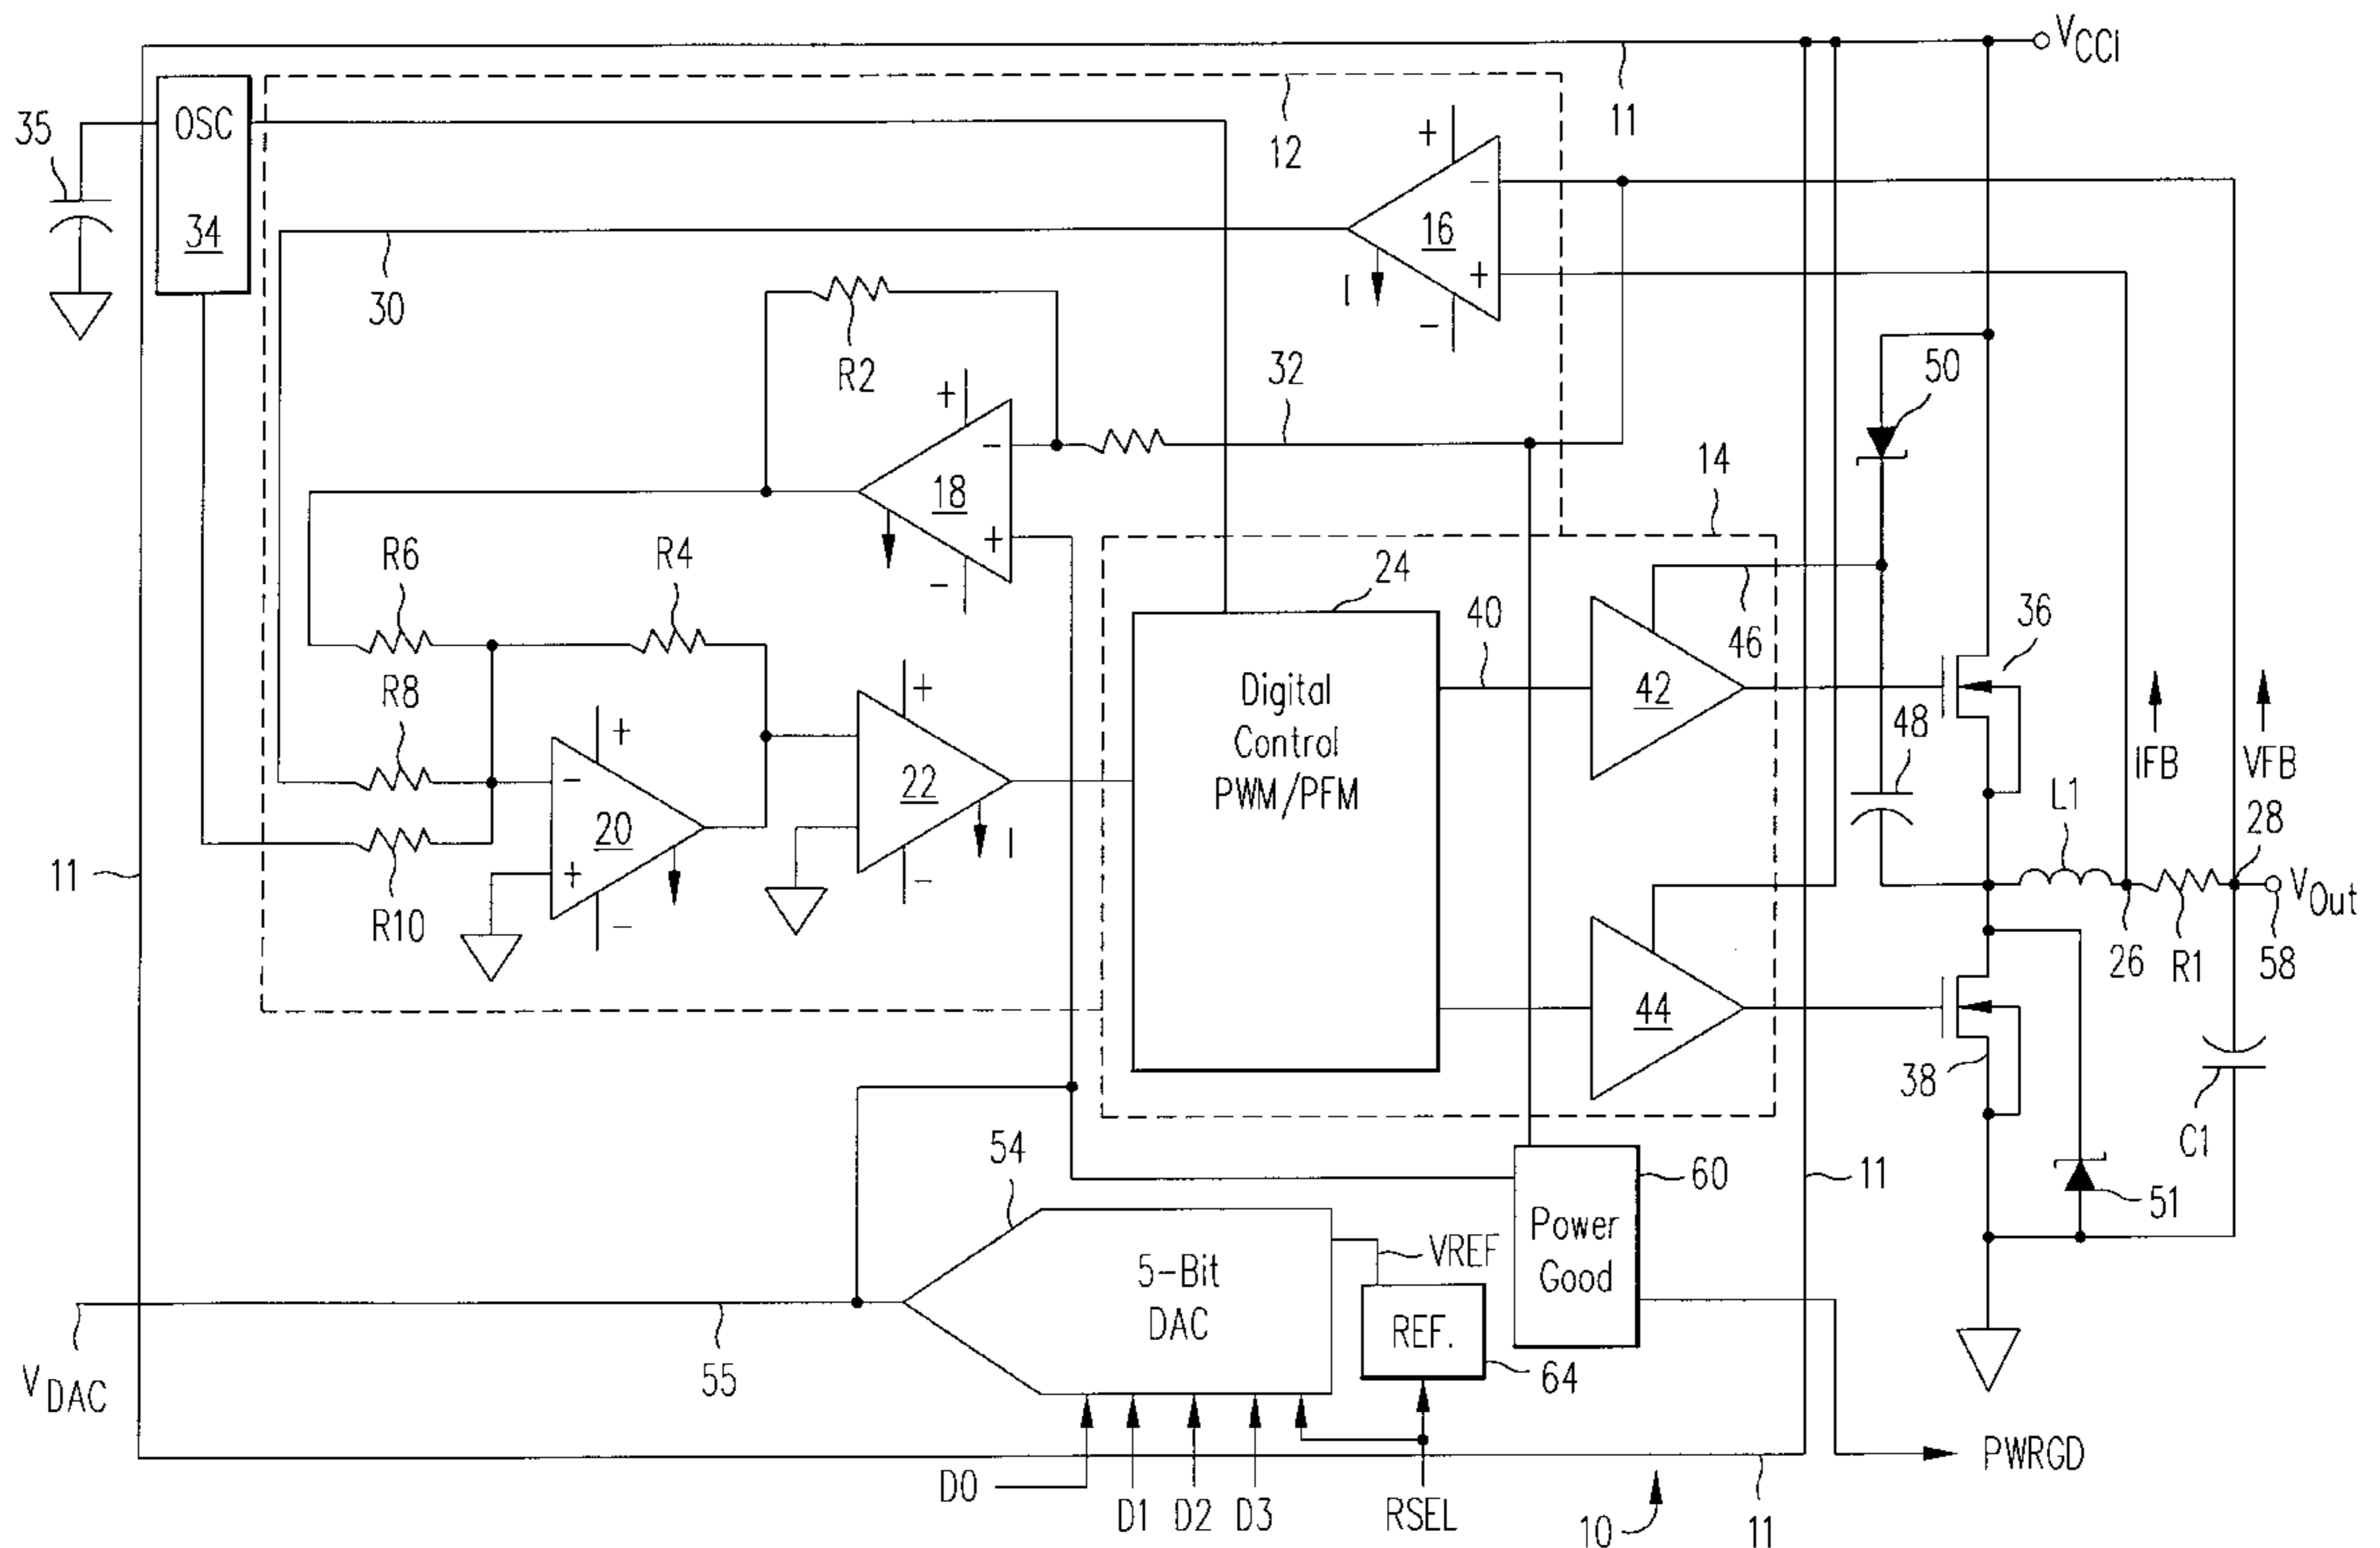 VCCI
11
35
OSC
34
12
+
−
16
+
I
−
30
R2
32
50
+
−
18
+
−
14
R6
R4
24
40
46
36
R8
Digital
Control
PWM/PFM
42
48
IFB
VFB
+
−
20
+
−
+
22
I
−
L1
28
VOut
11
R10
26
R1
58
44
38
C1
54
60
11
51
VREF
Power
Good
5-Bit
DAC
REF.
64
VDAC
55
D0
D1
D2
D3
RSEL
10
11
PWRGD